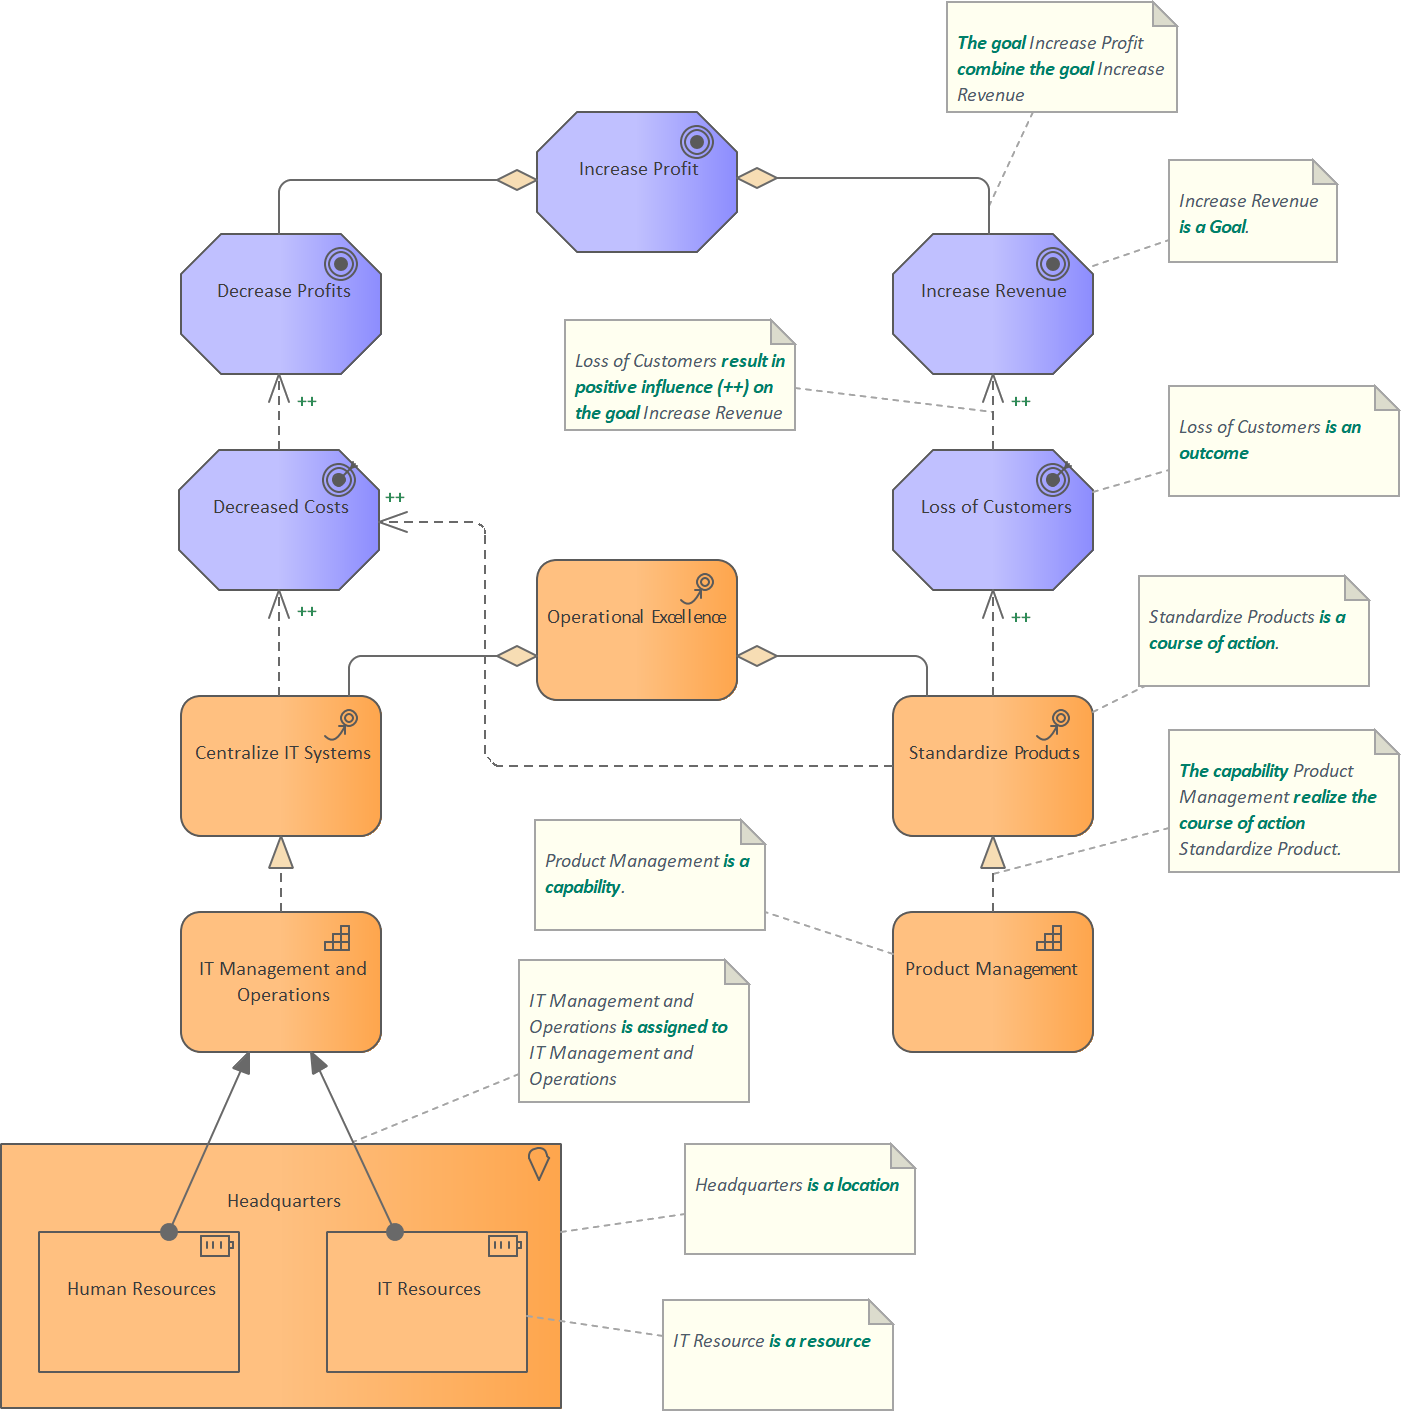 The goal Increase Profit
combine the goal Increase
Revenue
Increase Profit
Increase Revenue
is a Goal.
Decrease Profits
Increase Revenue
Loss of Customers result in
positive influence (++) on
the goal Increase Revenue
++
++
Loss of Customers is an
outcome
Decreased Costs
++
Loss of Customers
++
Operational Excellence
++
Standardize Products is a
course of action.
Centralize IT Systems
Standardize Products
The capability Product
Management realize the
course of action
Standardize Product.
Product Management is a
capability.
IT Management and
Operations
Product Management
IT Management and
Operations is assigned to
IT Management and
Operations
Headquarters
Headquarters is a location
Human Resources
IT Resources
IT Resource is a resource